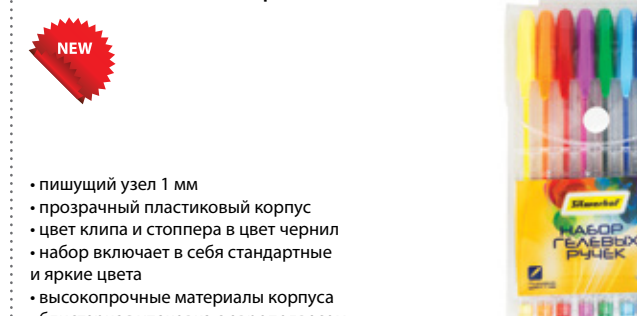 NEW
• пишущий узел 1 мм
• прозрачный пластиковый корпус
• цвет клипа и стоппера в цвет чернил
• набор включает в себя стандартные
и яркие цвета
• высокопрочные материалы корпуса
Silwerhof
НАБОР
ГЕЛЕВЫХ
РУЧЕК